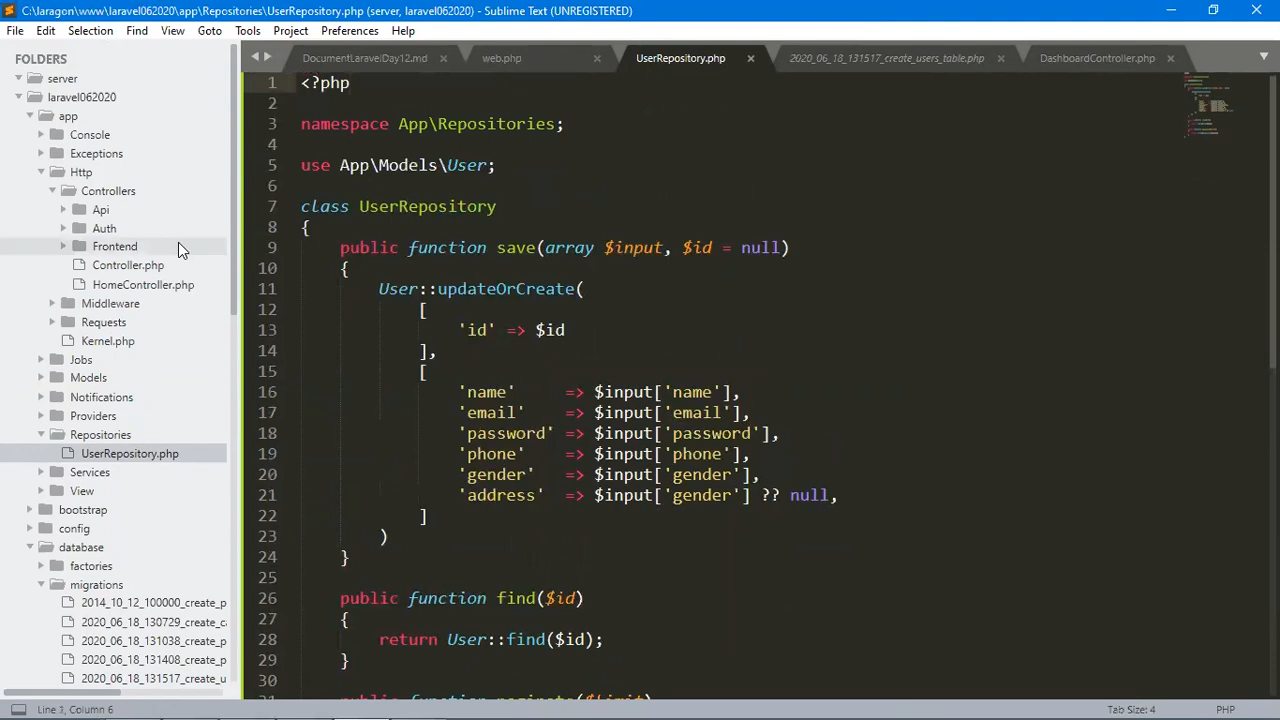 C:\laragon\www\laravel062020\app\Repositories\UserRepository.php (server, laravel062020) - Sublime Text (UNREGISTERED)
File Edit Selection Find View Goto Tools Project Preferences Help
FOLDERS
server
laravel062020
app
Console
Exceptions
Http
Controllers
Api
Auth
Frontend
Controller.php
HomeController.php
Middleware
Requests
Kernel.php
Jobs
Models
Notifications
Providers
Repositories
UserRepository.php
Services
View
bootstrap
config
database
factories
migrations
2014_10_12_100000_create_p
2020_06_18_130729_create_ca
2020_06_18_131038_create_p
2020_06_18_131408_create_p
2020_06_18_131517_create_u
DocumentLaravelDay12.md web.php UserRepository.php 2020_06_18_131517_create_users_table.php DashboardController.php
1 <?php
2
3 namespace App\Repositories;
4
5 use App\Models\User;
6
7 class UserRepository
8 {
9 public function save(array $input, $id = null)
10 {
11 User::updateOrCreate(
12 [
13 'id' => $id
14 ],
15 [
16 'name' => $input['name'],
17 'email' => $input['email'],
18 'password' => $input['password'],
19 'phone' => $input['phone'],
20 'gender' => $input['gender'],
21 'address' => $input['gender'] ?? null,
22 ]
23 )
24 }
25
26 public function find($id)
27 {
28 return User::find($id);
29 }
30
31 public function paginate($limit)
Line 1, Column 6 Tab Size: 4 PHP